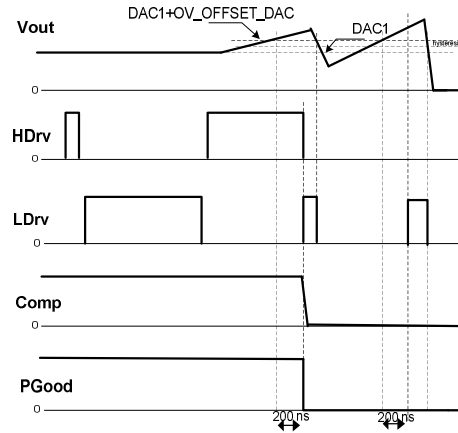 DAC1+OV_OFFSET_DAC
Vout
DAC1
0
HDrv
0
LDrv
0
Comp
0
PGood
0
200 ns
200 ns